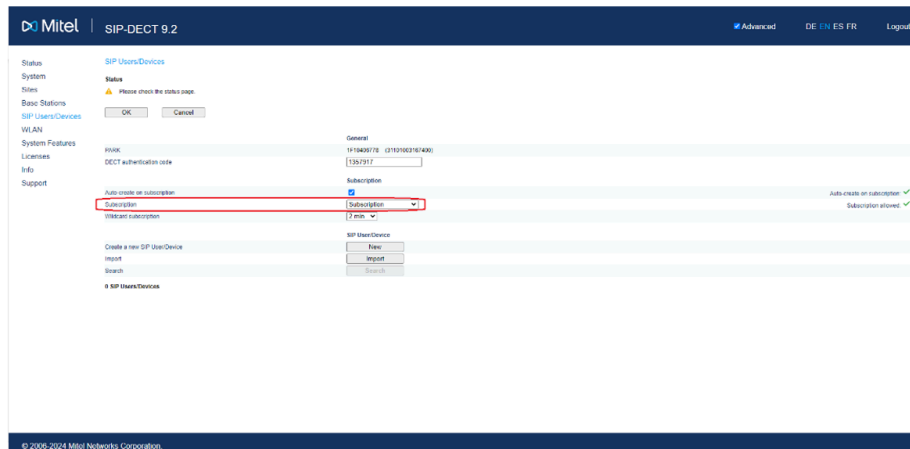 Mitel | SIP-DECT 9.2
Advanced DE EN ES FR Logout
Status
System
Sites
Base Stations
SIP Users/Devices
WLAN
System Features
Licenses
Info
Support
SIP Users/Devices
Status
Please check the status page.
OK Cancel
General
PARK 1F10406778 (31101003167400)
DECT authentication code 1357917
Subscription
Auto-create on subscription Auto-create on subscription:
Subscription Subscription Subscription allowed:
Wildcard subscription 2 min
SIP User/Device
Create a new SIP User/Device New
Import Import
Search Search
0 SIP Users/Devices
© 2006-2024 Mitel Networks Corporation.